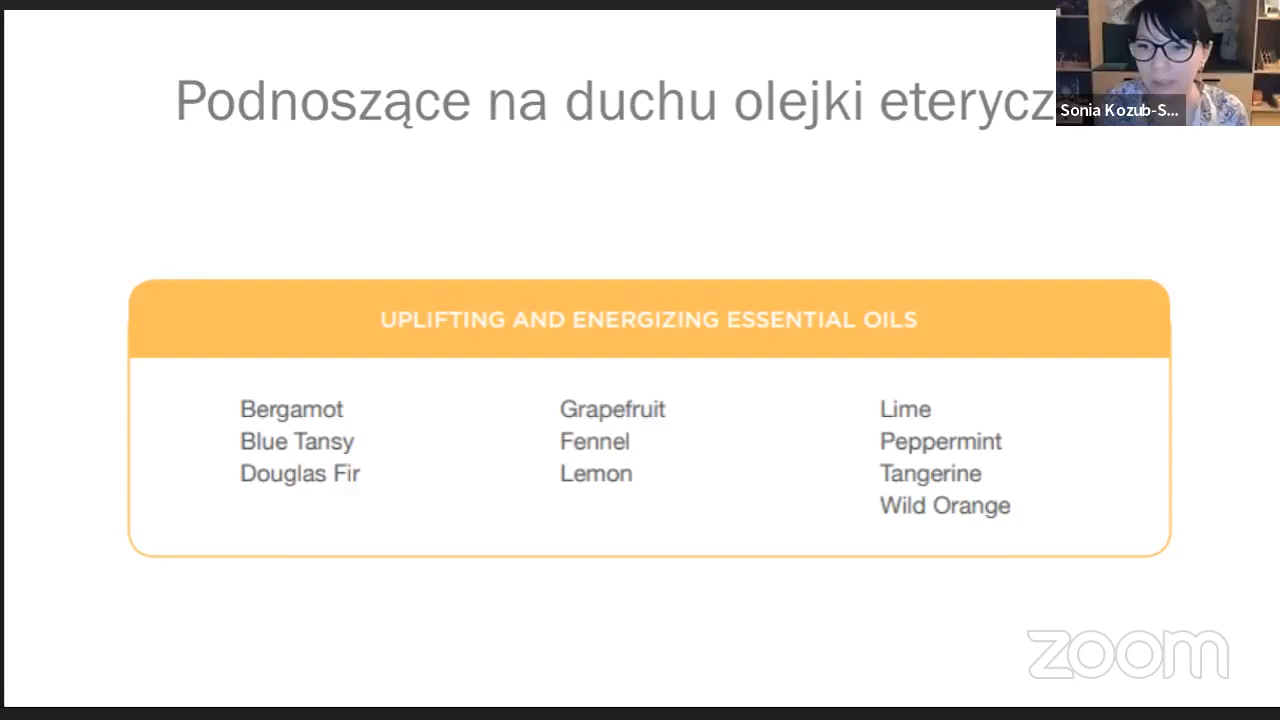 Podnoszące na duchu olejki eterycz
Sonia Kozub-S...
UPLIFTING AND ENERGIZING ESSENTIAL OILS
Bergamot
Blue Tansy
Douglas Fir
Grapefruit
Fennel
Lemon
Lime
Peppermint
Tangerine
Wild Orange
zoom